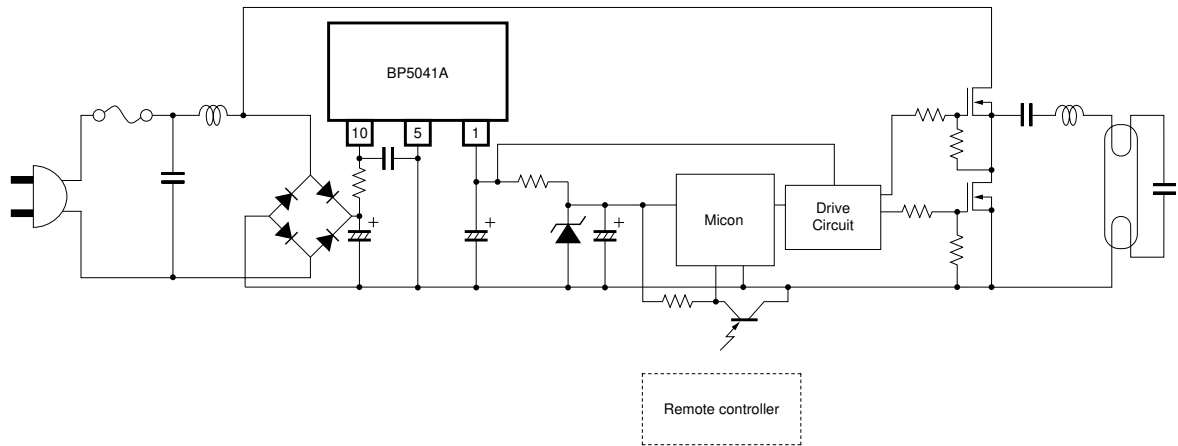 BP5041A
10
5
1
+
+
+
Micon
Drive
Circuit
Remote controller